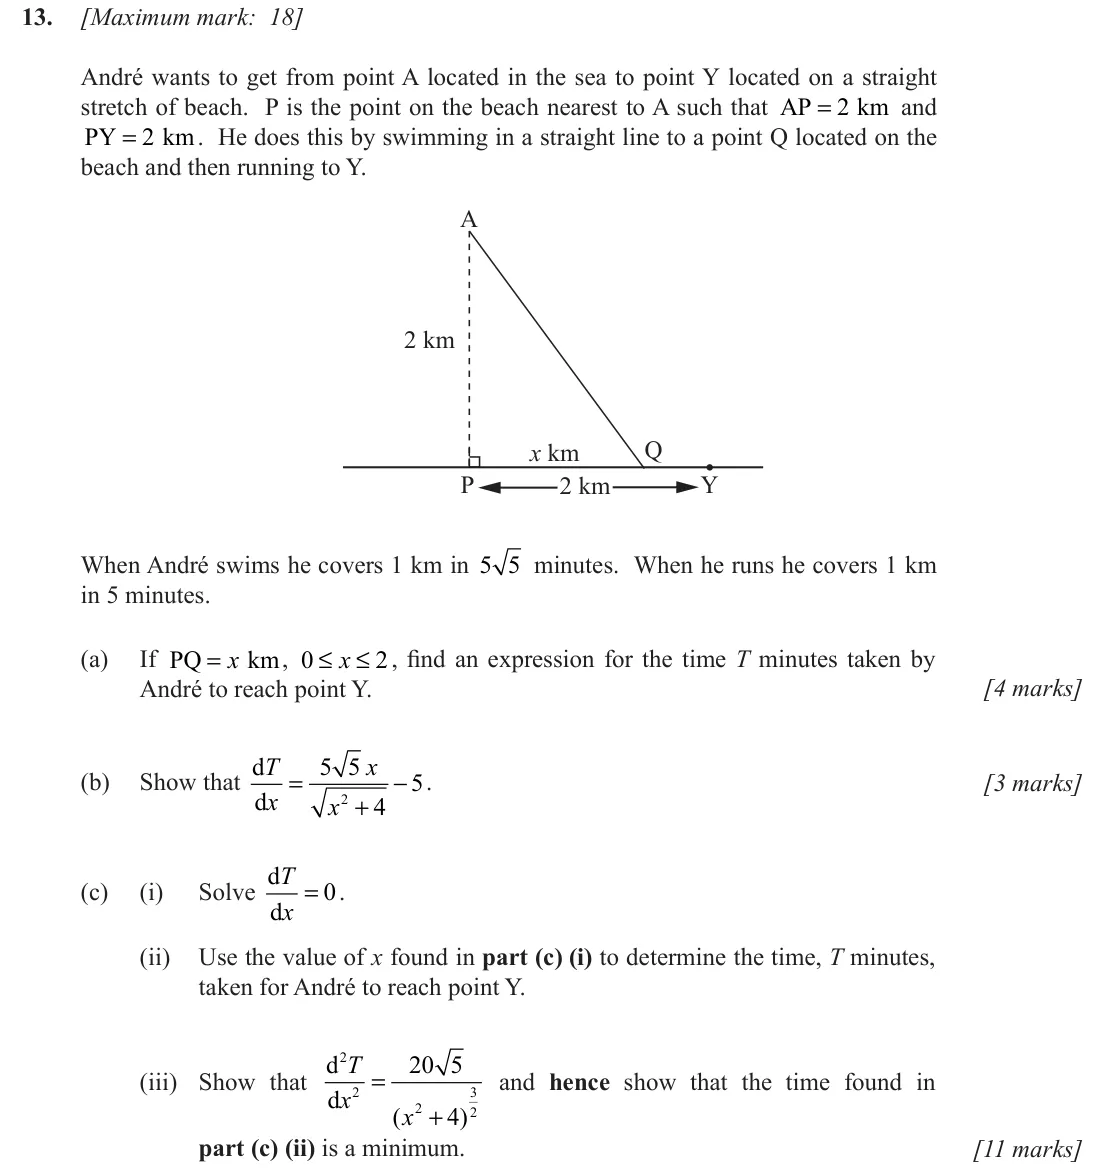 13. [Maximum mark: 18]
André wants to get from point A located in the sea to point Y located on a straight
stretch of beach. P is the point on the beach nearest to A such that AP = 2 km and
PY = 2 km. He does this by swimming in a straight line to a point Q located on the
beach and then running to Y.
A
2 km
x km Q
P 2 km Y
When André swims he covers 1 km in 5√5 minutes. When he runs he covers 1 km
in 5 minutes.
(a) If PQ = x km, 0 ≤ x ≤ 2, find an expression for the time T minutes taken by
André to reach point Y. [4 marks]
(b) Show that dT/dx = 5√5 x/√(x² + 4) − 5. [3 marks]
(c) (i) Solve dT/dx = 0.
(ii) Use the value of x found in part (c) (i) to determine the time, T minutes,
taken for André to reach point Y.
(iii) Show that d²T/dx² = 20√5/(x² + 4)^(3/2) and hence show that the time found in
part (c) (ii) is a minimum. [11 marks]